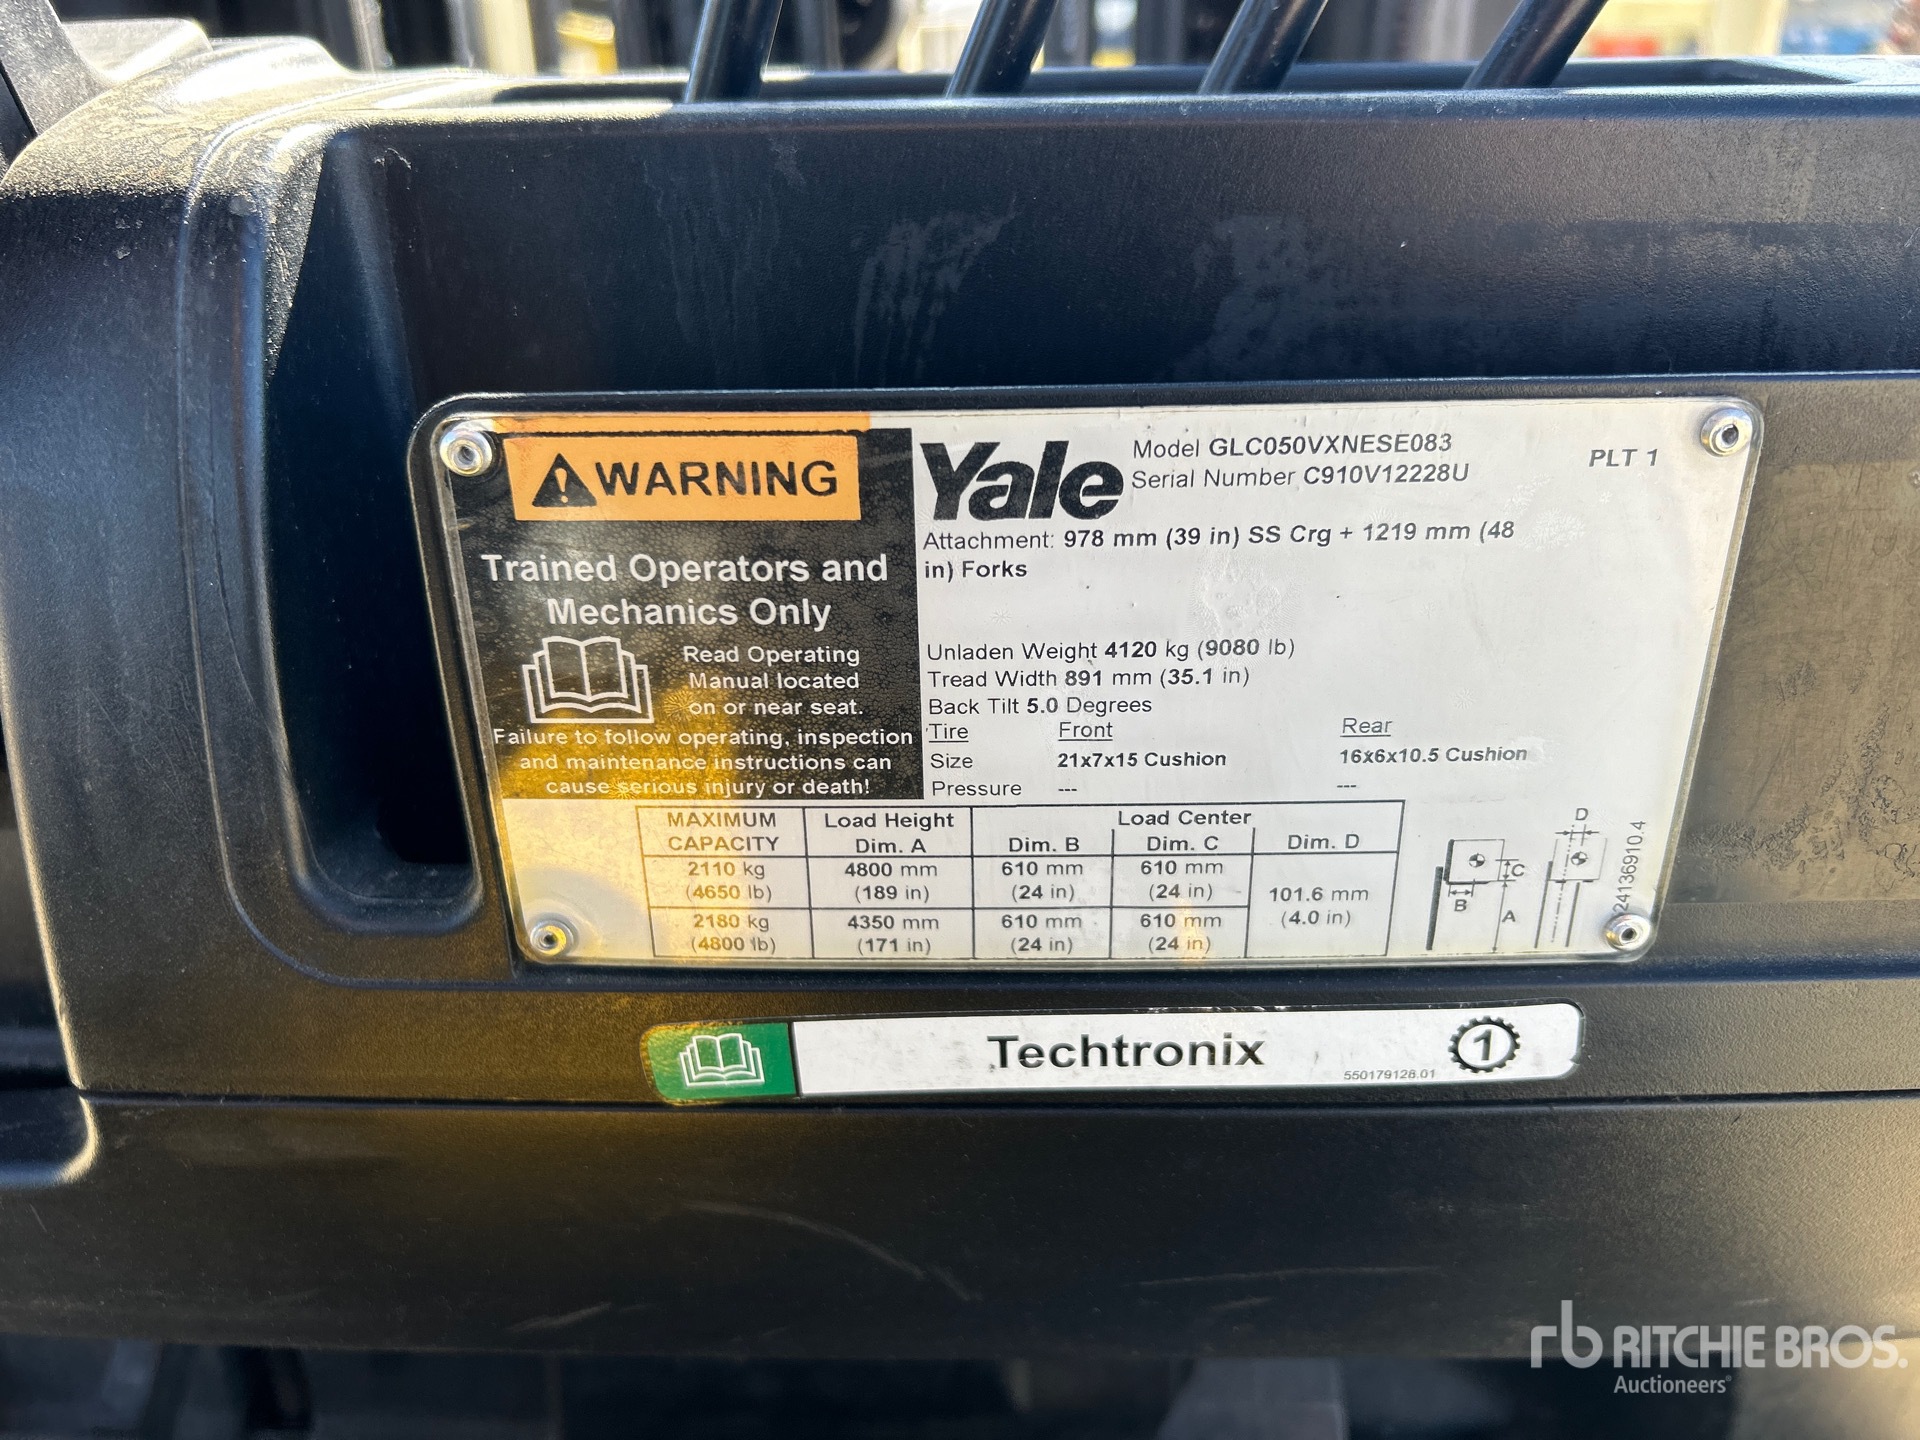 WARNING
Trained Operators and
Mechanics Only
Read Operating
Manual located
on or near seat.
Failure to follow operating, inspection
and maintenance instructions can
cause serious injury or death!
Yale
Model GLC050VXNESE083
Serial Number C910V12228U
PLT 1
Attachment: 978 mm (39 in) SS Crg + 1219 mm (48
in) Forks
Unladen Weight 4120 kg (9080 lb)
Tread Width 891 mm (35.1 in)
Back Tilt 5.0 Degrees
Tire Front Rear
Size 21x7x15 Cushion 16x6x10.5 Cushion
Pressure --- ---
MAXIMUM Load Height Load Center
CAPACITY Dim. A Dim. B Dim. C Dim. D
2110 kg 4800 mm 610 mm 610 mm
(4650 lb) (189 in) (24 in) (24 in)
101.6 mm
(4.0 in)
2180 kg 4350 mm 610 mm 610 mm
(4800 lb) (171 in) (24 in) (24 in)
D
C
B
A
24136910.4
Techtronix
550179128.01
1
rb RITCHIE BROS.
Auctioneers®